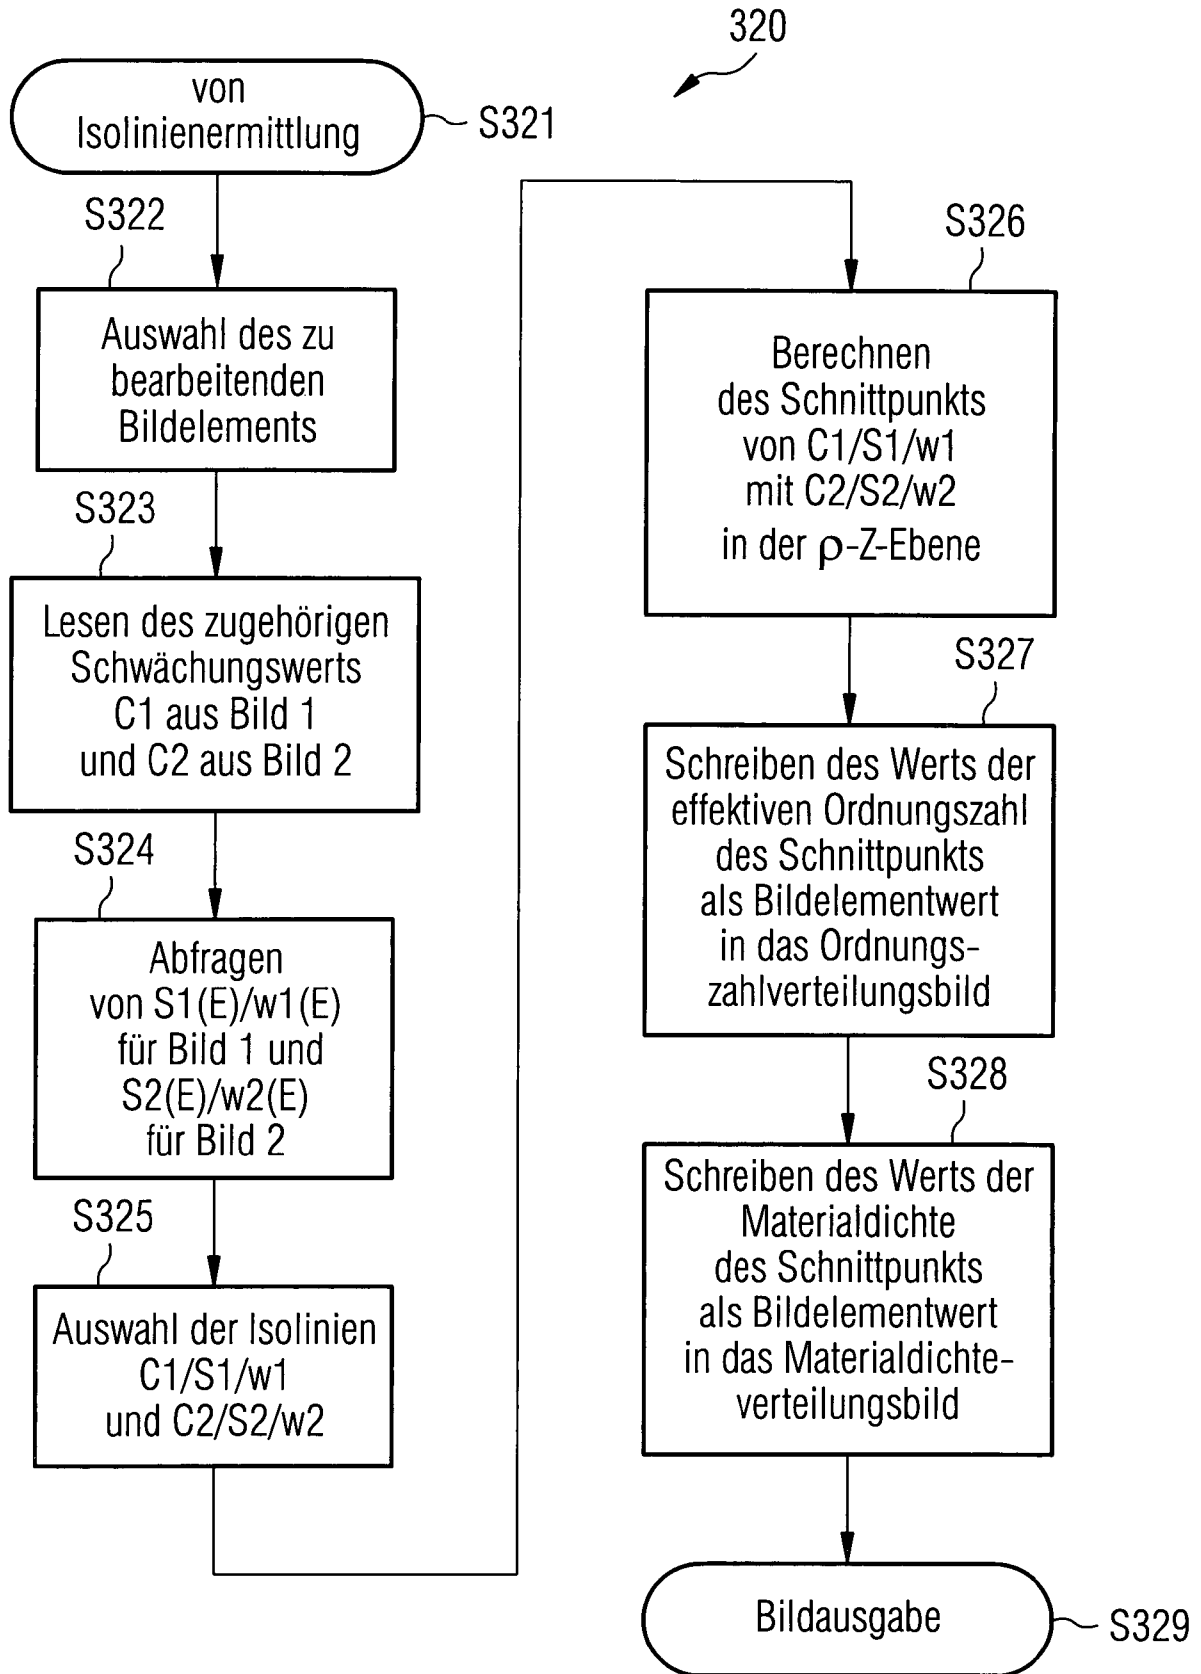 320
von
Isolinienermittlung
S321
S322
Auswahl des zu
bearbeitenden
Bildelements
S323
Lesen des zugehörigen
Schwächungswerts
C1 aus Bild 1
und C2 aus Bild 2
S324
Abfragen
von S1(E)/w1(E)
für Bild 1 und
S2(E)/w2(E)
für Bild 2
S325
Auswahl der Isolinien
C1/S1/w1
und C2/S2/w2
S326
Berechnen
des Schnittpunkts
von C1/S1/w1
mit C2/S2/w2
in der ρ-Z-Ebene
S327
Schreiben des Werts der
effektiven Ordnungszahl
des Schnittpunkts
als Bildelementwert
in das Ordnungs-
zahlverteilungsbild
S328
Schreiben des Werts der
Materialdichte
des Schnittpunkts
als Bildelementwert
in das Materialdichte-
verteilungsbild
Bildausgabe
S329